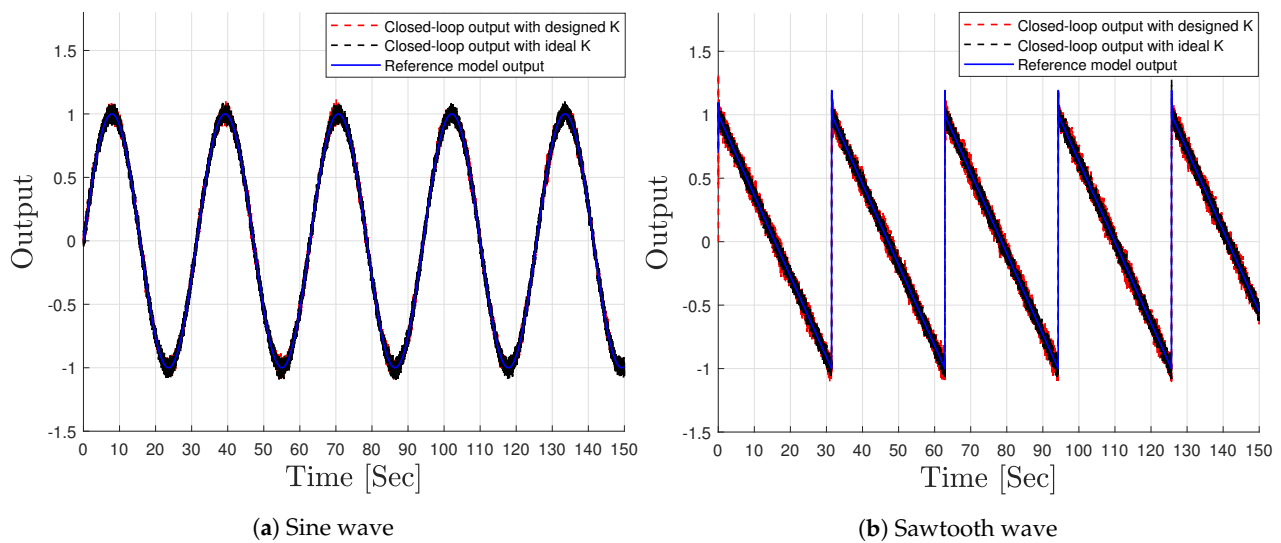 Closed-loop output with designed K
Closed-loop output with ideal K
Reference model output
1.5
1
0.5
0
-0.5
-1
-1.5
Output
0 10 20 30 40 50 60 70 80 90 100 110 120 130 140 150
Time [Sec]
(a) Sine wave
Closed-loop output with designed K
Closed-loop output with ideal K
Reference model output
1.5
1
0.5
0
-0.5
-1
-1.5
Output
0 10 20 30 40 50 60 70 80 90 100 110 120 130 140 150
Time [Sec]
(b) Sawtooth wave